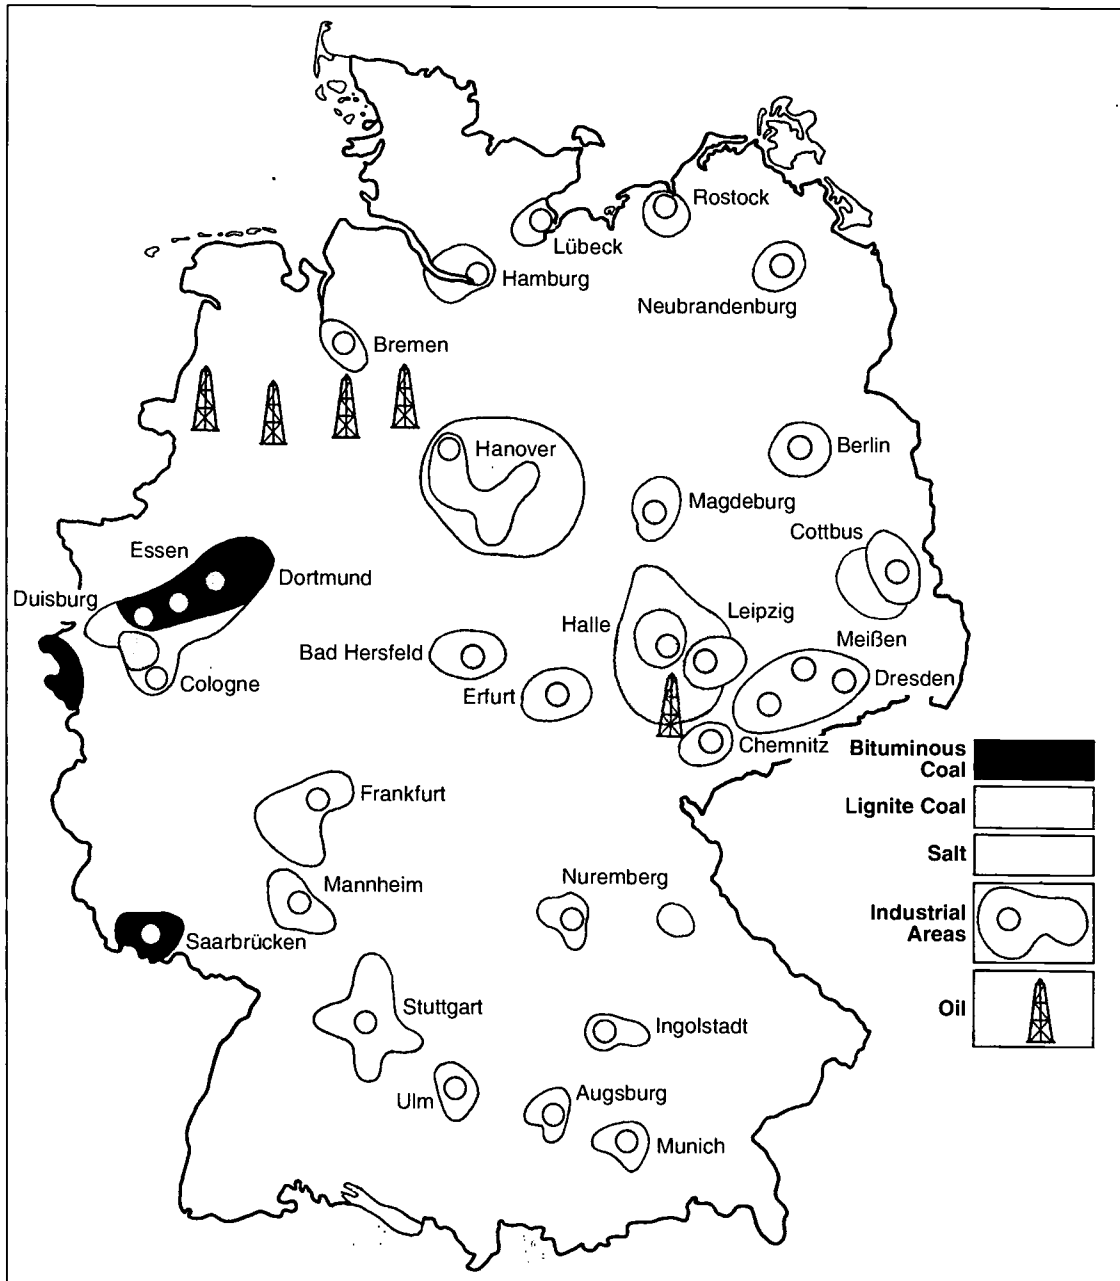 Rostock
Lübeck
Hamburg
Neubrandenburg
Bremen
Hanover
Berlin
Magdeburg
Cottbus
Essen
Dortmund
Duisburg
Halle
Leipzig
Meißen
Bad Hersfeld
Cologne
Erfurt
Dresden
Chemnitz
Bituminous
Coal
Lignite Coal
Salt
Industrial
Areas
Oil
Frankfurt
Mannheim
Nuremberg
Saarbrücken
Stuttgart
Ingolstadt
Ulm
Augsburg
Munich